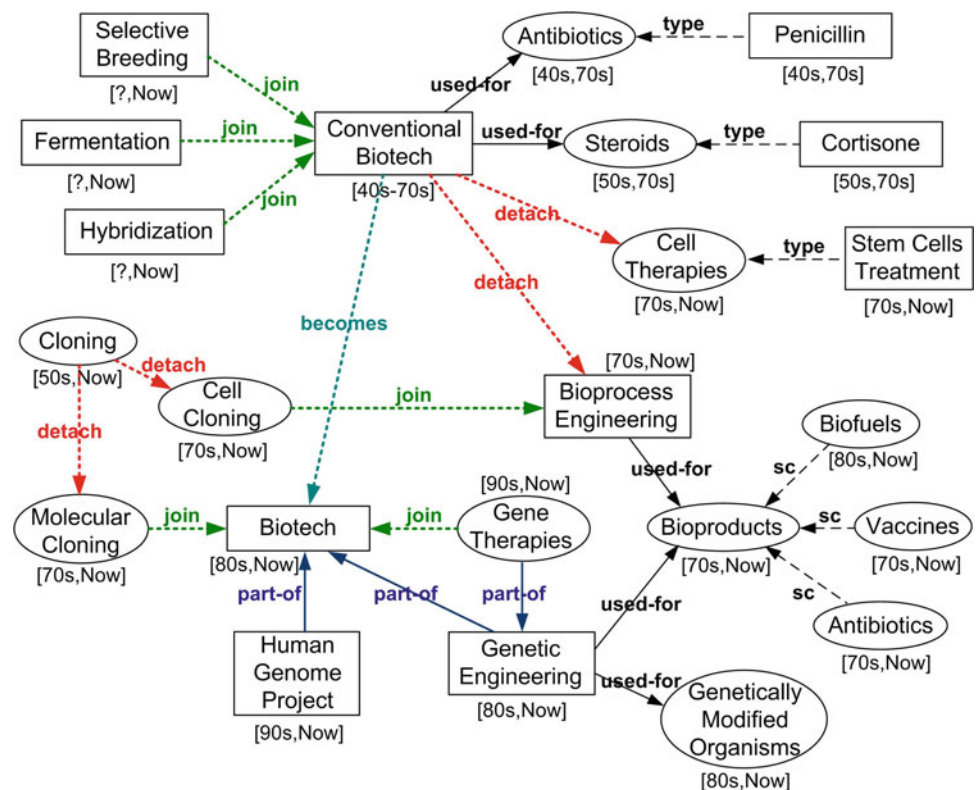 Selective
Breeding
[?,Now]
join
Antibiotics
[40s,70s]
type
Penicillin
[40s,70s]
used-for
Fermentation
[?,Now]
join
Conventional
Biotech
[40s-70s]
used-for
Steroids
[50s,70s]
type
Cortisone
[50s,70s]
join
Hybridization
[?,Now]
detach
Cell
Therapies
[70s,Now]
type
Stem Cells
Treatment
[70s,Now]
detach
becomes
Cloning
[50s,Now]
detach
Cell
Cloning
[70s,Now]
join
[70s,Now]
Bioprocess
Engineering
detach
used-for
Biofuels
[80s,Now]
sc
Molecular
Cloning
[70s,Now]
join
Biotech
[80s,Now]
join
[90s,Now]
Gene
Therapies
Bioproducts
[70s,Now]
sc
Vaccines
[70s,Now]
part-of
part-of
part-of
used-for
sc
Antibiotics
[70s,Now]
Human
Genome
Project
[90s,Now]
Genetic
Engineering
[80s,Now]
used-for
Genetically
Modified
Organisms
[80s,Now]